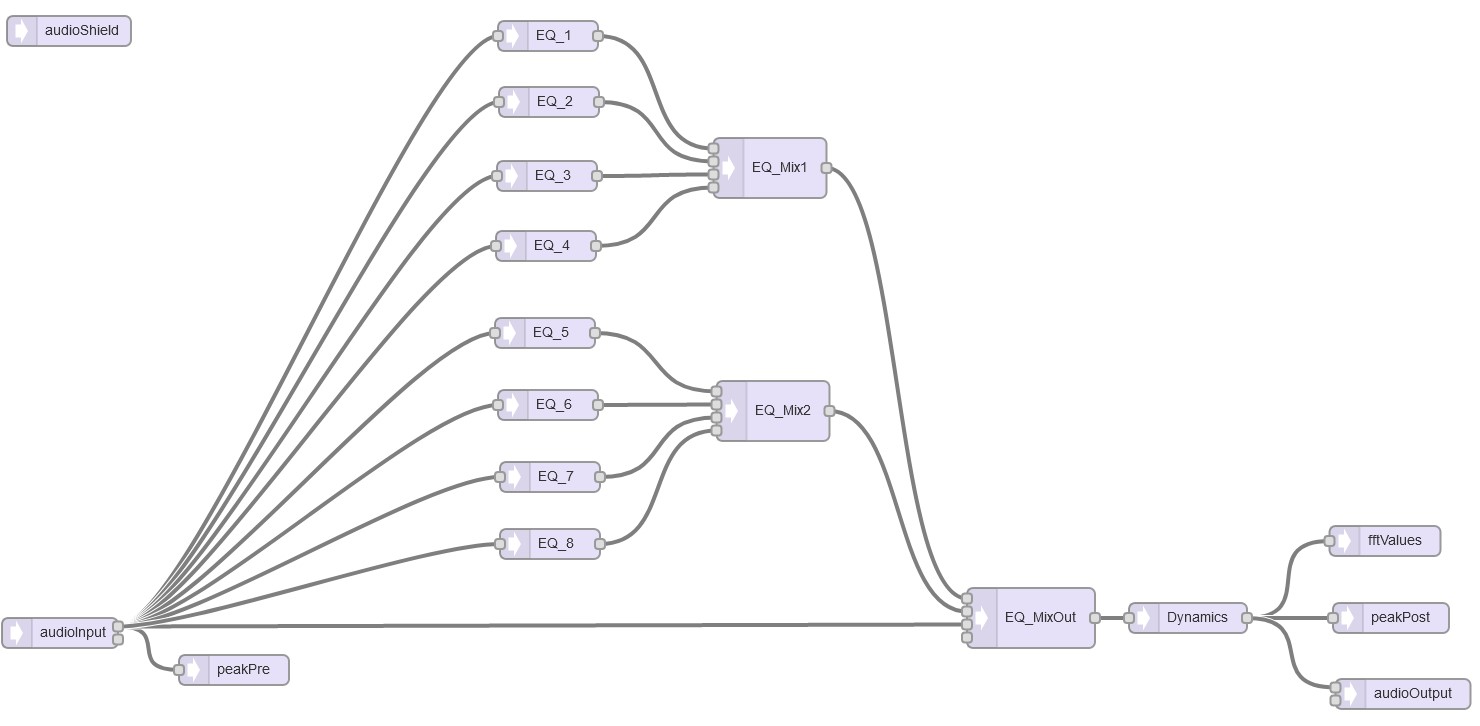 audioShield
EQ_1
EQ_2
EQ_3
EQ_4
EQ_Mix1
EQ_5
EQ_6
EQ_7
EQ_8
EQ_Mix2
audioInput
peakPre
EQ_MixOut
Dynamics
fftValues
peakPost
audioOutput